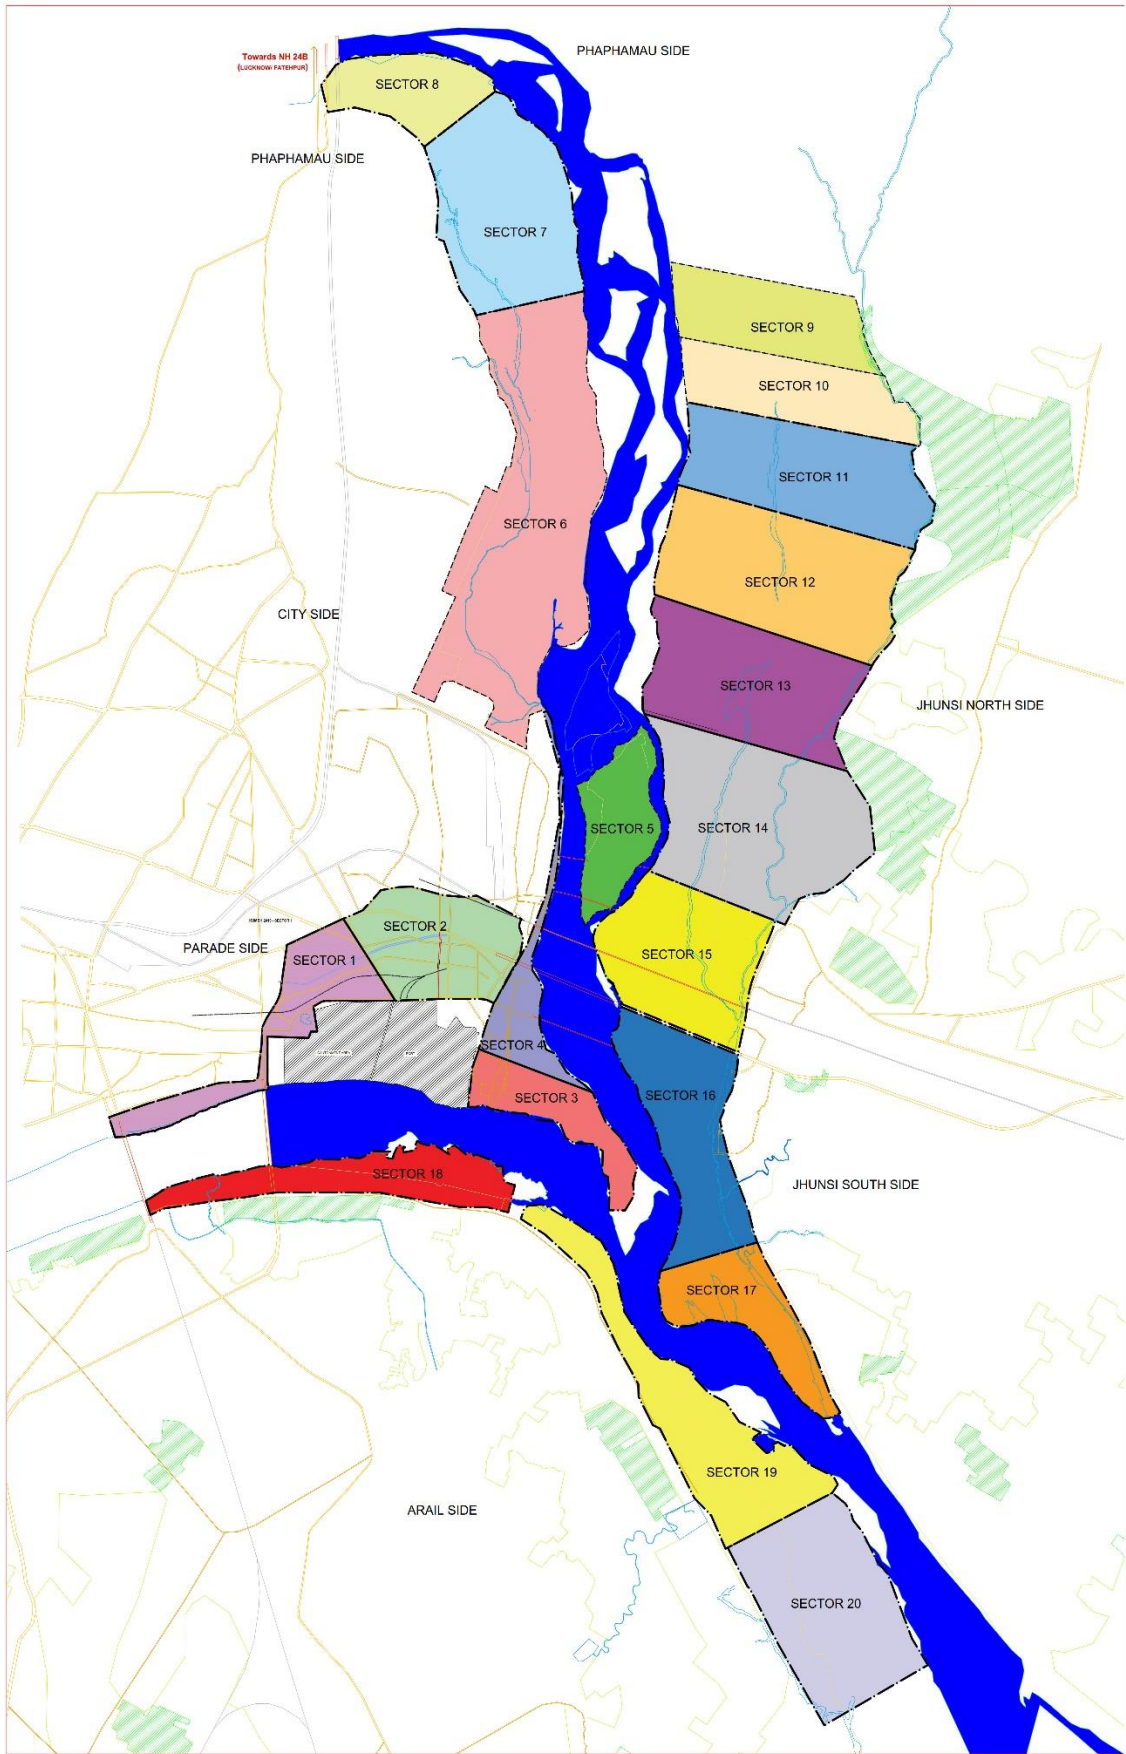 PHAPHAMAU SIDE
Towards NH 24B
(LUCKNOW/ FATEHPUR)
SECTOR 8
PHAPHAMAU SIDE
SECTOR 7
SECTOR 9
SECTOR 10
SECTOR 11
SECTOR 6
SECTOR 12
CITY SIDE
SECTOR 13
JHUNSI NORTH SIDE
SECTOR 5
SECTOR 14
SECTOR 2
PARADE SIDE
SECTOR 1
SECTOR 15
SECTOR 4
FORT
SECTOR 3
SECTOR 16
SECTOR 18
JHUNSI SOUTH SIDE
SECTOR 17
SECTOR 19
ARAIL SIDE
SECTOR 20